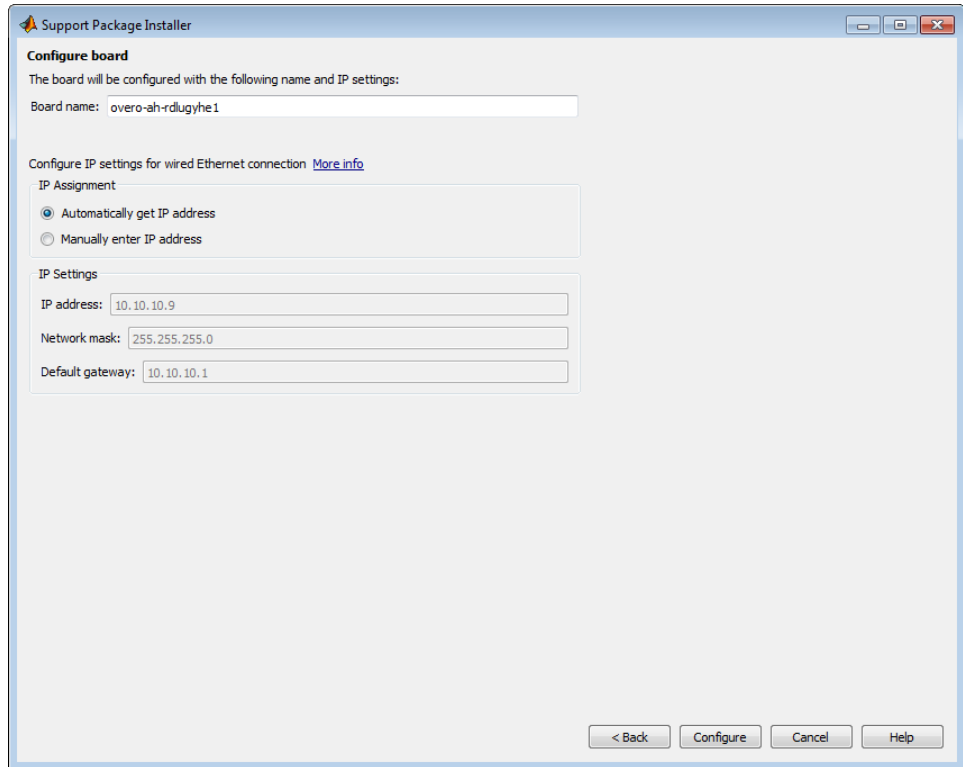 Support Package Installer
Configure board
The board will be configured with the following name and IP settings:
Board name: overo-ah-rdlugyhe1
Configure IP settings for wired Ethernet connection More info
IP Assignment
Automatically get IP address
Manually enter IP address
IP Settings
IP address: 10.10.10.9
Network mask: 255.255.255.0
Default gateway: 10.10.10.1
< Back Configure Cancel Help